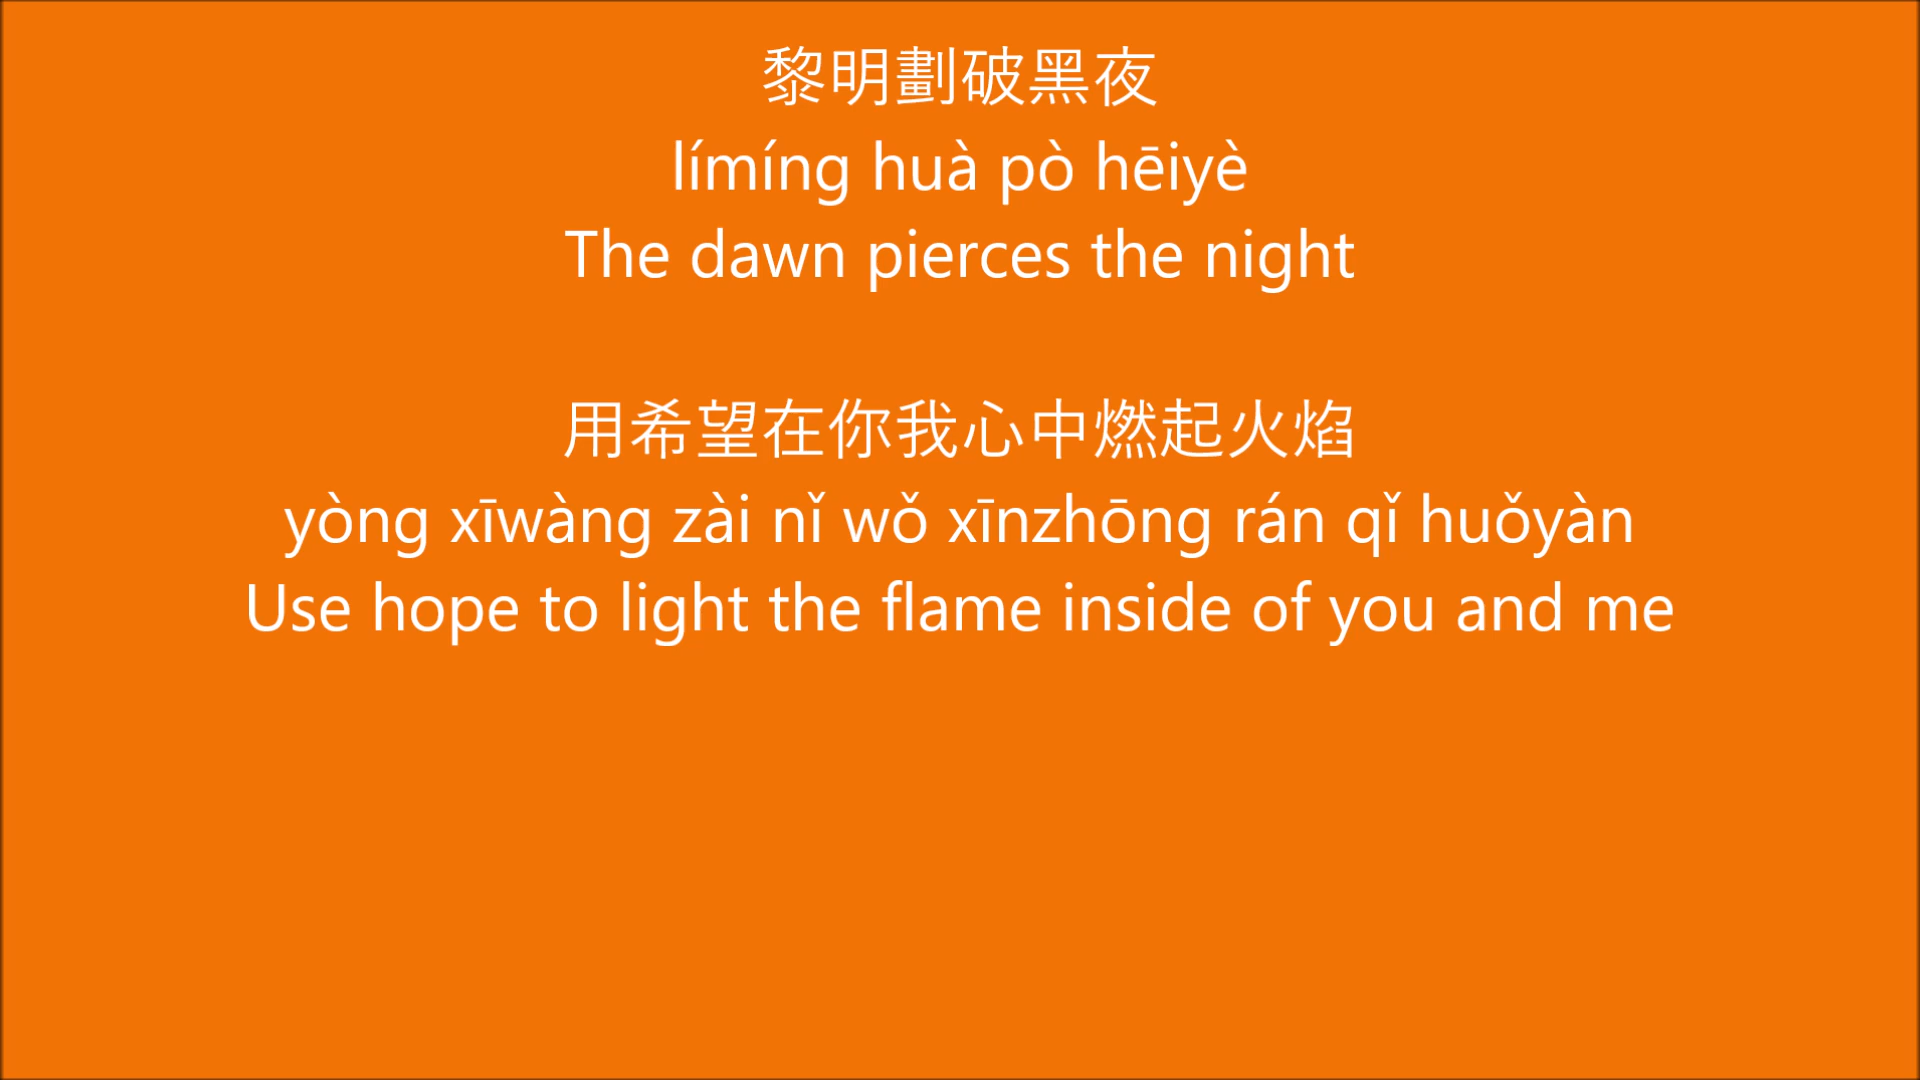 黎明劃破黑夜
límíng huà pò hēiyè
The dawn pierces the night
用希望在你我心中燃起火焰
yòng xīwàng zài nǐ wǒ xīnzhōng rán qǐ huǒyàn
Use hope to light the flame inside of you and me